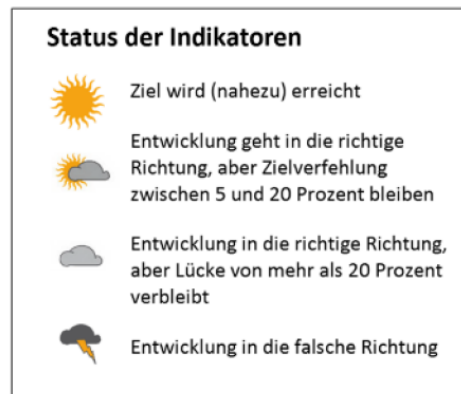 Status der Indikatoren
Ziel wird (nahezu) erreicht
Entwicklung geht in die richtige
Richtung, aber Zielverfehlung
zwischen 5 und 20 Prozent bleiben
Entwicklung in die richtige Richtung,
aber Lücke von mehr als 20 Prozent
verbleibt
Entwicklung in die falsche Richtung